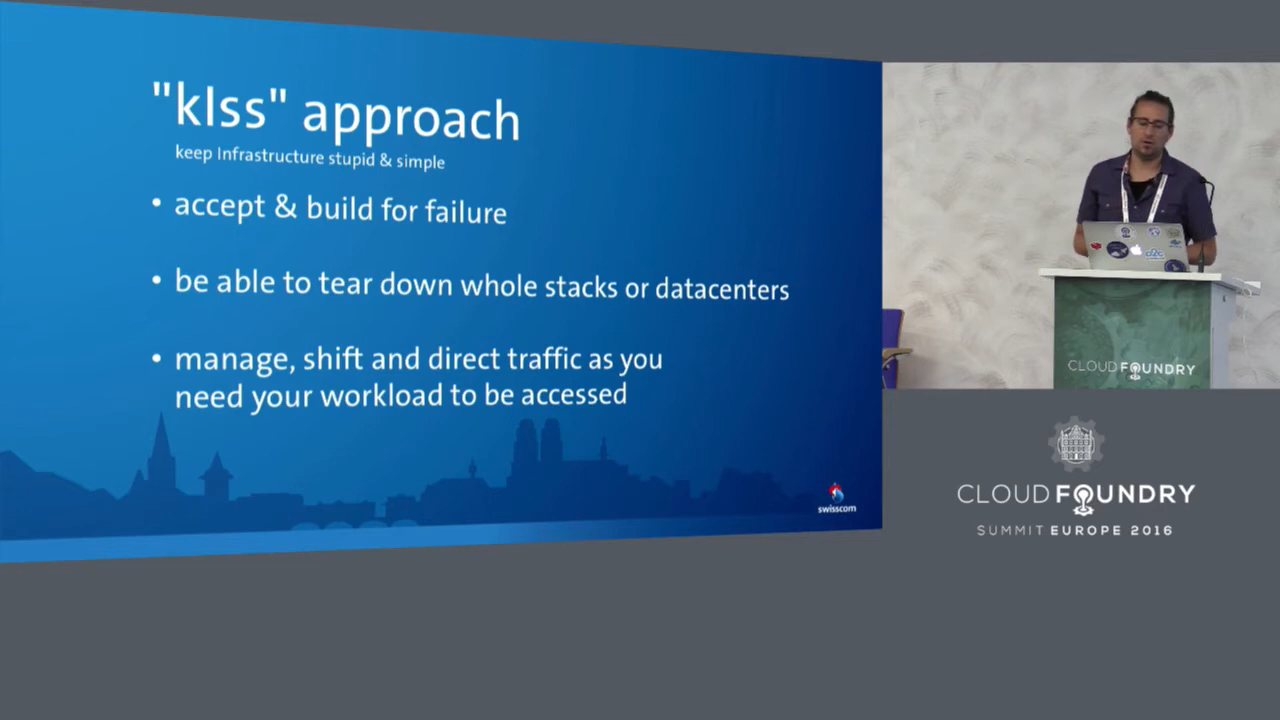 "kIss" approach
keep Infrastructure stupid & simple
• accept & build for failure
• be able to tear down whole stacks or datacenters
• manage, shift and direct traffic as you
need your workload to be accessed
swisscom
CLOUD FOUNDRY
CLOUD FOUNDRY
SUMMIT EUROPE 2016